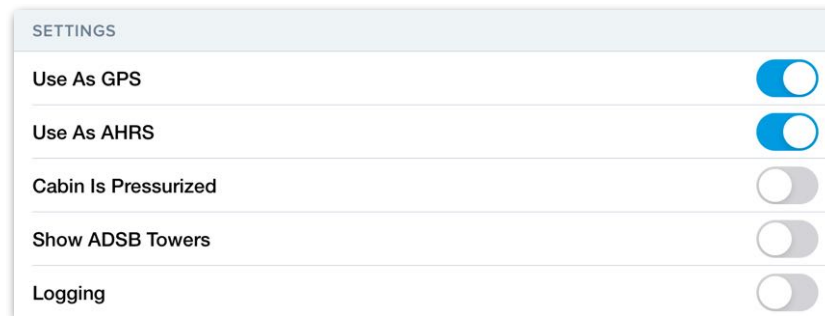 SETTINGS
Use As GPS
Use As AHRS
Cabin Is Pressurized
Show ADSB Towers
Logging